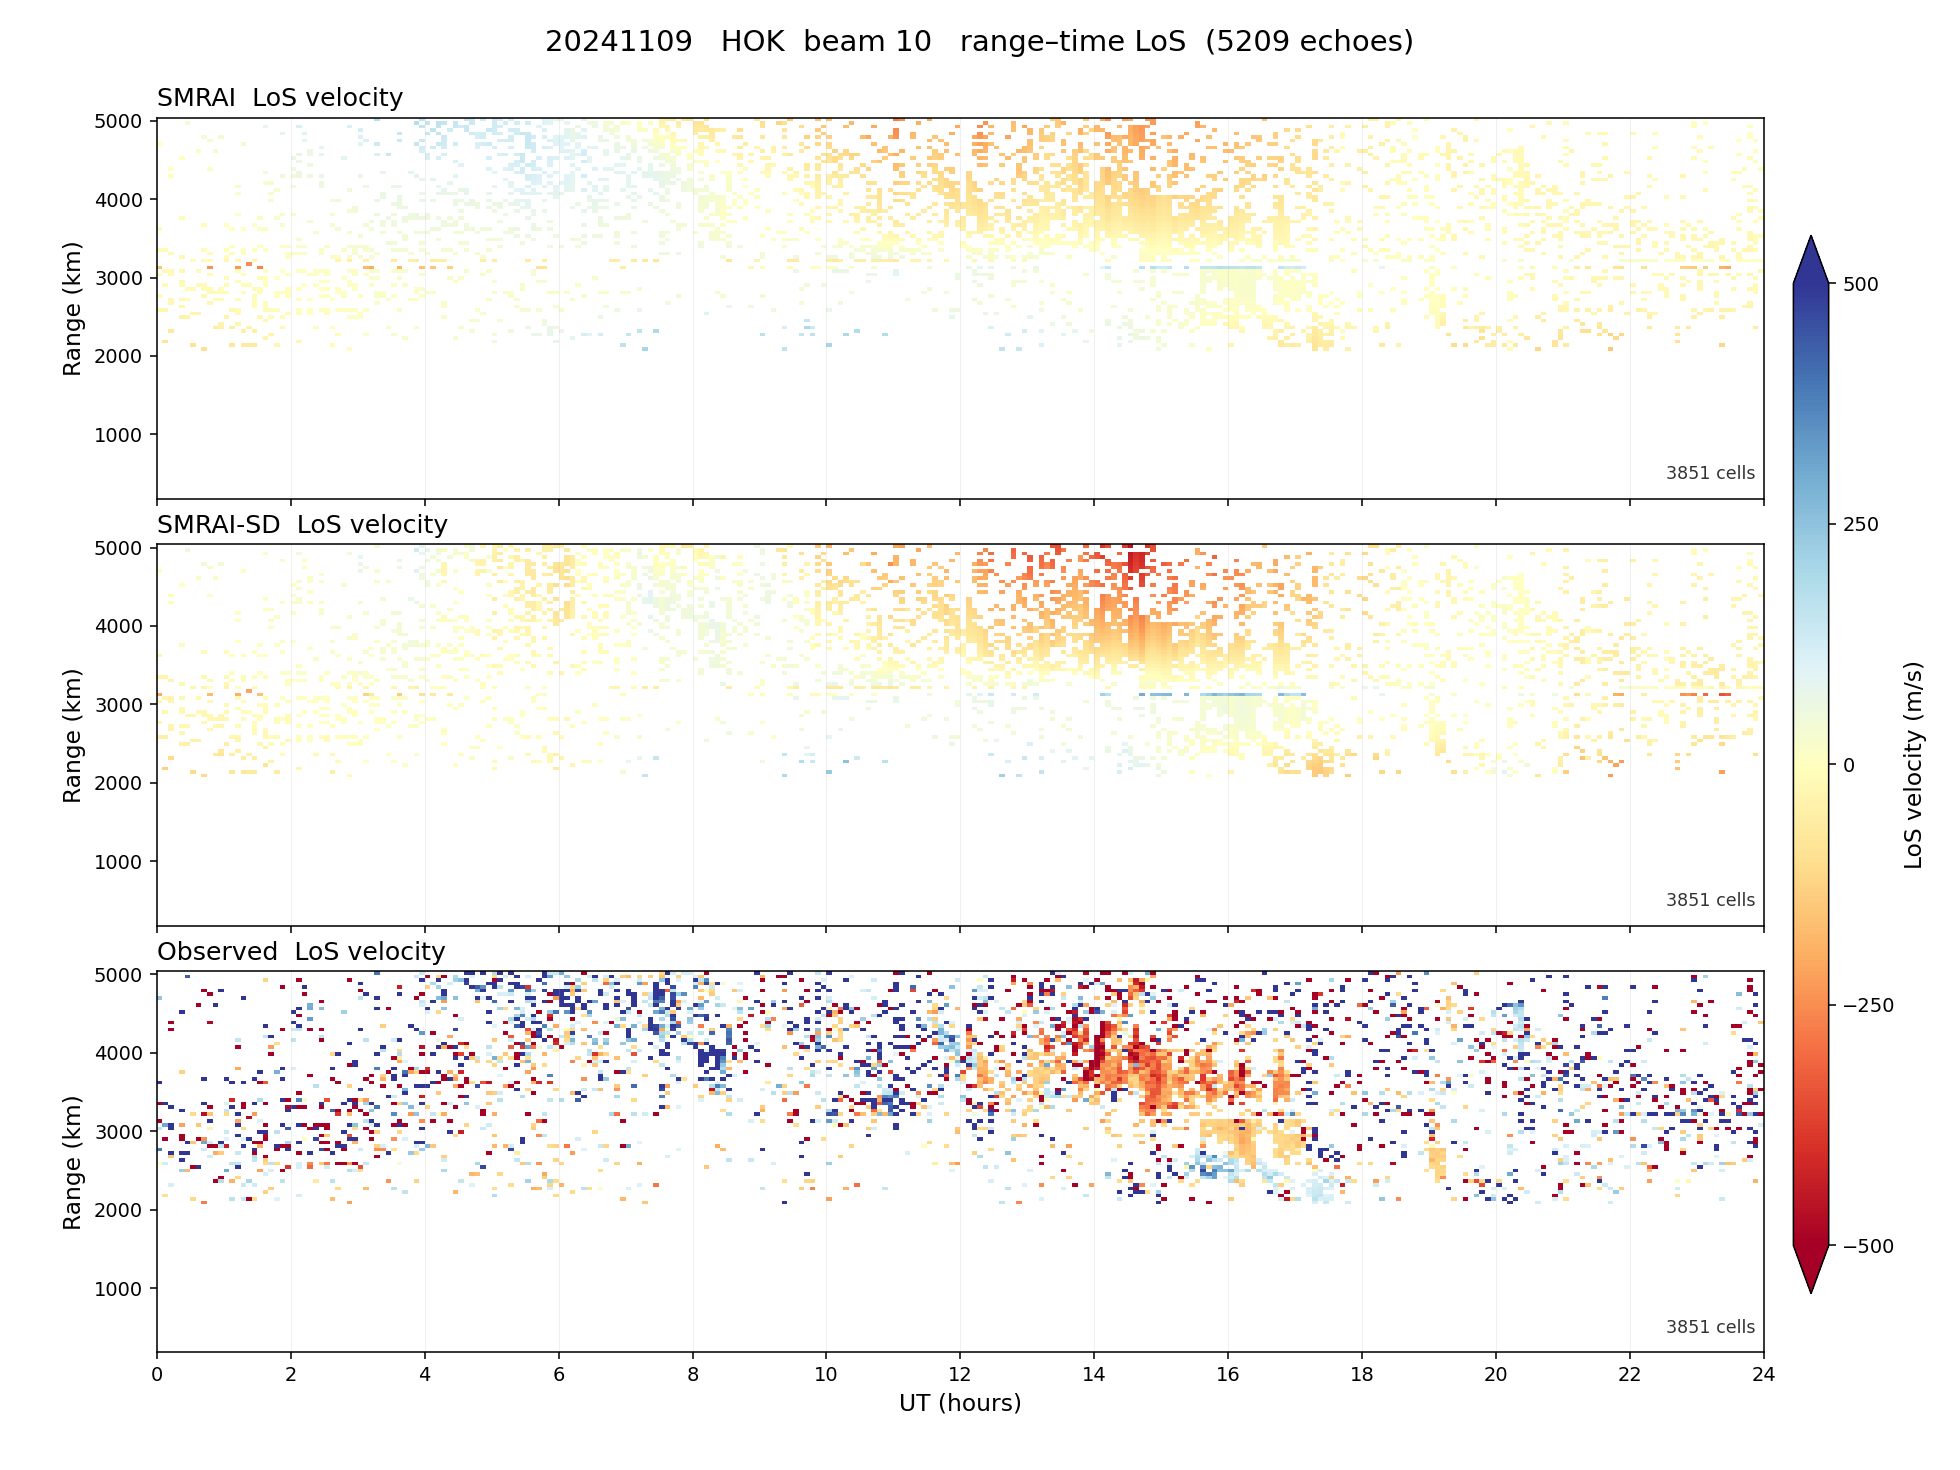 20241109   HOK  beam 10   range–time LoS  (5209 echoes)
SMRAI  LoS velocity
5000
4000
3000
2000
1000
Range (km)
3851 cells
SMRAI-SD  LoS velocity
5000
4000
3000
2000
1000
Range (km)
3851 cells
Observed  LoS velocity
5000
4000
3000
2000
1000
Range (km)
3851 cells
0 2 4 6 8 10 12 14 16 18 20 22 24
UT (hours)
500
250
0
−250
−500
LoS velocity (m/s)